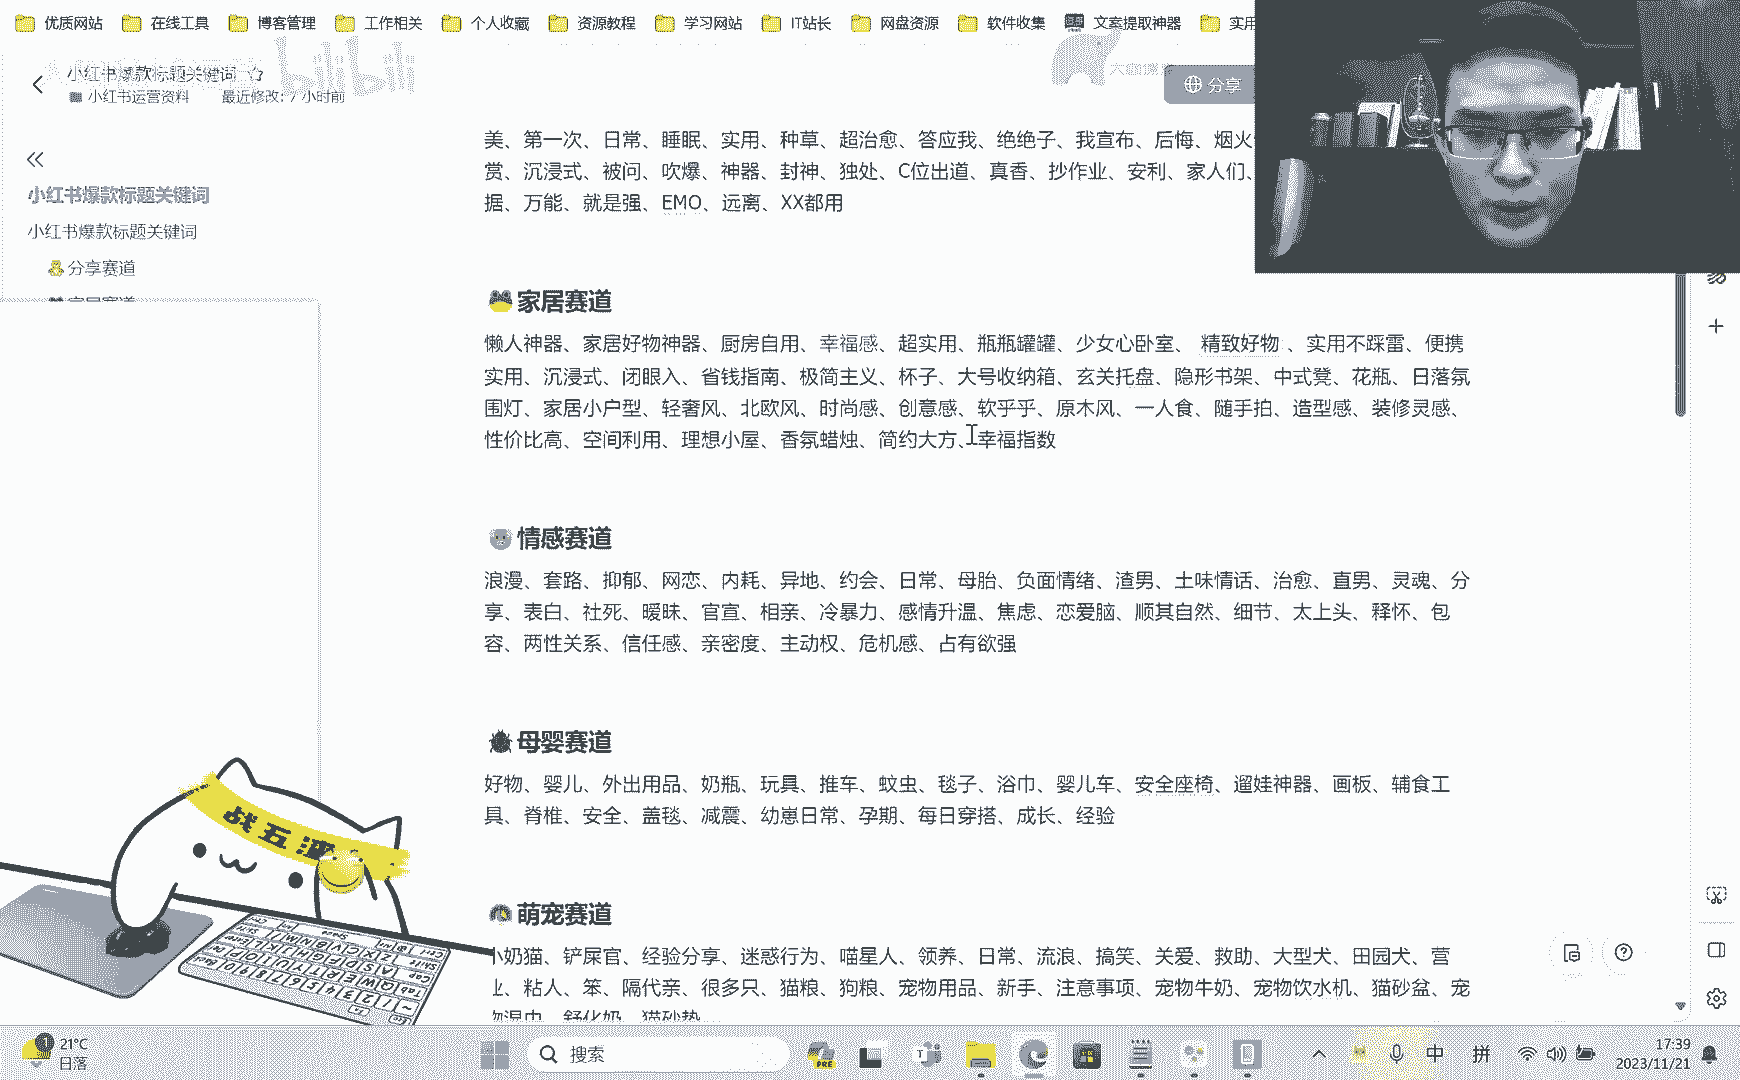 优质网站 在线工具 博客管理 工作相关 个人收藏 资源教程 学习网站 IT站长 网盘资源 软件收集 文案提取神器 实用
bilibili
小红书爆款标题关键词
小红书运营资料 最近修改: 7 小时前
分享
小红书爆款标题关键词
小红书爆款标题关键词
分享赛道
家居赛道
美、第一次、日常、睡眠、实用、种草、超治愈、答应我、绝绝子、我宣布、后悔、烟火
赏、沉浸式、被问、吹爆、神器、封神、独处、C位出道、真香、抄作业、安利、家人们、
据、万能、就是强、EMO、远离、XX都用
家居赛道
懒人神器、家居好物神器、厨房自用、幸福感、超实用、瓶瓶罐罐、少女心卧室、 精致好物 、实用不踩雷、便携
实用、沉浸式、闭眼入、省钱指南、极简主义、杯子、大号收纳箱、玄关托盘、隐形书架、中式凳、花瓶、日落氛
围灯、家居小户型、轻奢风、北欧风、时尚感、创意感、软乎乎、原木风、一人食、随手拍、造型感、装修灵感、
性价比高、空间利用、理想小屋、香氛蜡烛、简约大方、幸福指数
情感赛道
浪漫、套路、抑郁、网恋、内耗、异地、约会、日常、母胎、负面情绪、渣男、土味情话、治愈、直男、灵魂、分
享、表白、社死、暧昧、官宣、相亲、冷暴力、感情升温、焦虑、恋爱脑、顺其自然、细节、太上头、释怀、包
容、两性关系、信任感、亲密度、主动权、危机感、占有欲强
母婴赛道
好物、婴儿、外出用品、奶瓶、玩具、推车、蚊虫、毯子、浴巾、婴儿车、安全座椅、遛娃神器、画板、辅食工
具、脊椎、安全、盖毯、减震、幼崽日常、孕期、每日穿搭、成长、经验
萌宠赛道
小奶猫、铲屎官、经验分享、迷惑行为、喵星人、领养、日常、流浪、搞笑、关爱、救助、大型犬、田园犬、营
业、粘人、笨、隔代亲、很多只、猫粮、狗粮、宠物用品、新手、注意事项、宠物牛奶、宠物饮水机、猫砂盆、宠
战五渣
21°C
日落
搜索
PRE
中 拼
17:39
2023/11/21